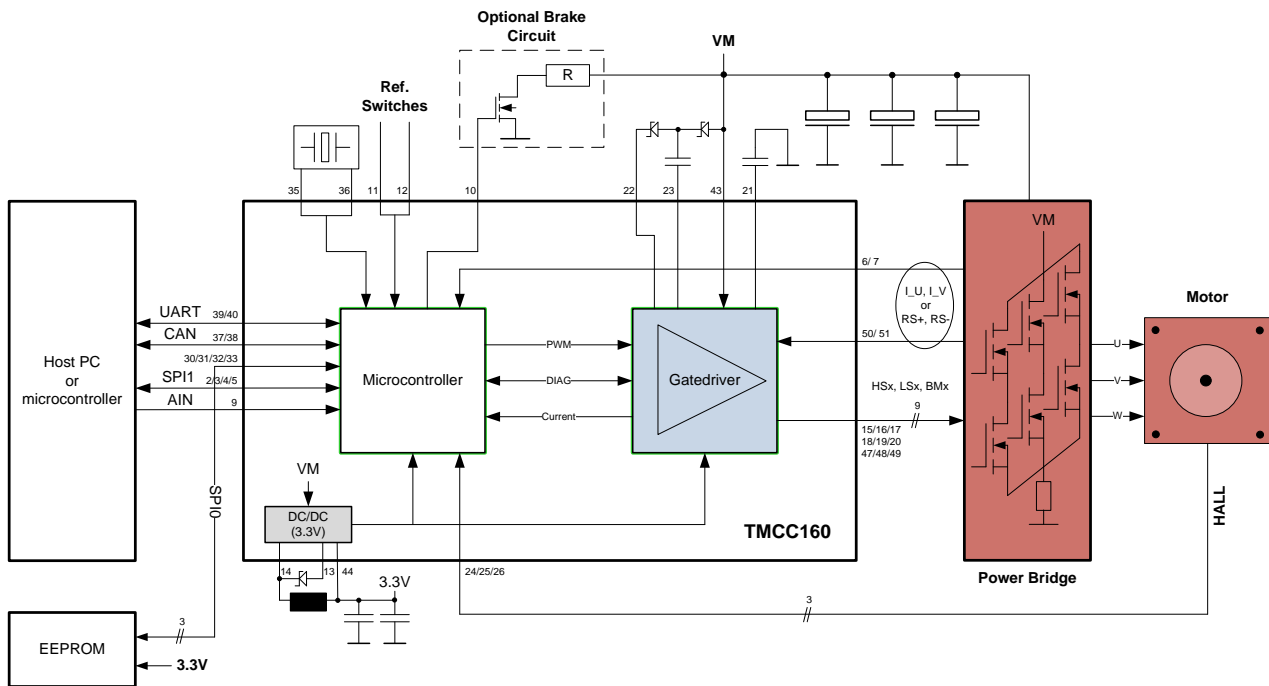 Optional Brake
Circuit
VM
R
Ref.
Switches
35
36
11
12
10
22
23
43
21
VM
6/ 7
I_U, I_V
or
RS+, RS-
50/ 51
Motor
Host PC
or
microcontroller
UART
39/40
CAN
37/38
30/31/32/33
SPI1
2/3/4/5
AIN
9
Microcontroller
PWM
DIAG
Current
Gatedriver
HSx, LSx, BMx
9
15/16/17
18/19/20
47/48/49
U
V
W
SPI0
VM
DC/DC
(3.3V)
TMCC160
HALL
14
13
44
24/25/26
3.3V
Power Bridge
3
3
EEPROM
3.3V